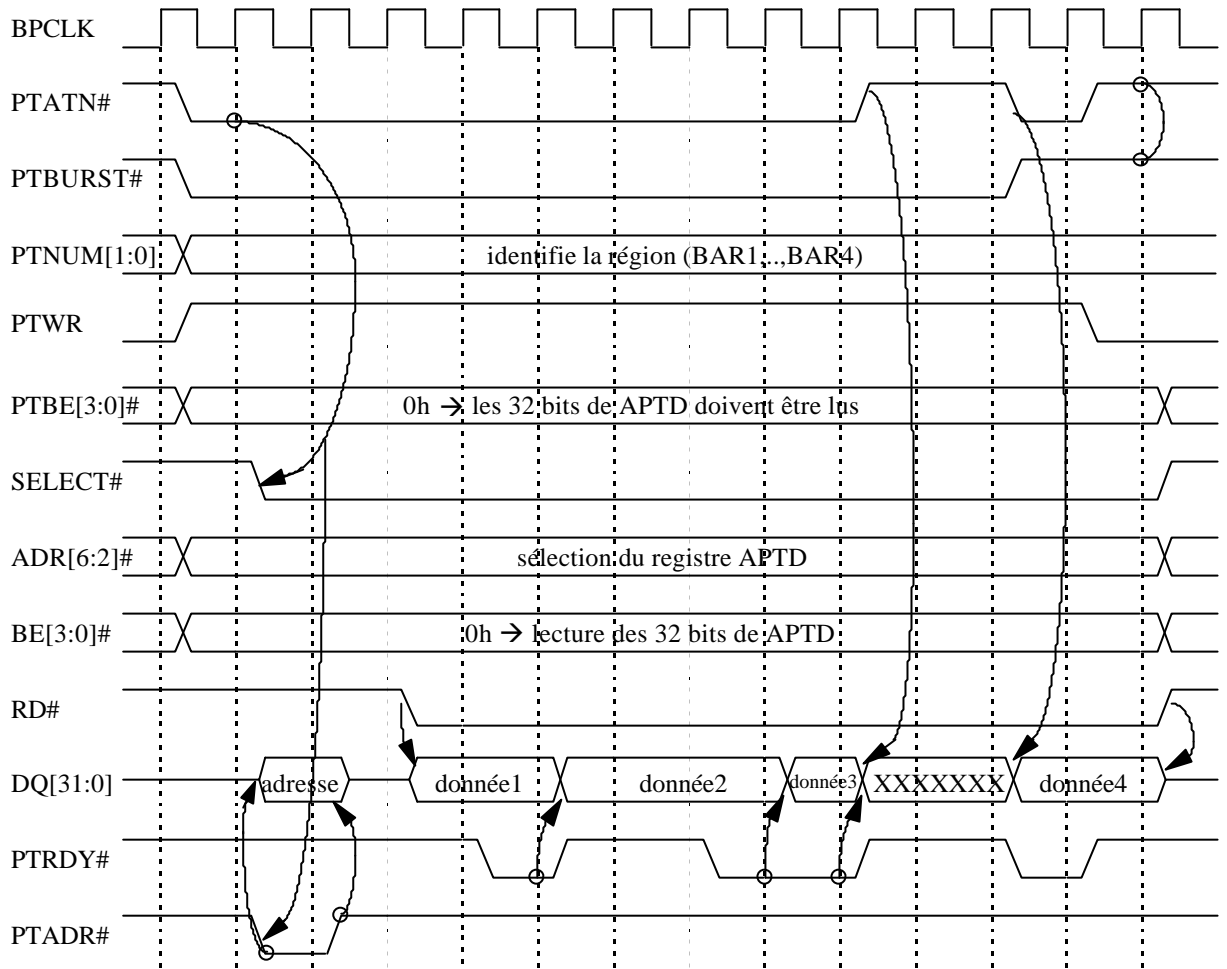 BPCLK
PTATN#
PTBURST#
PTNUM[1:0] identifie la région (BAR1,..,BAR4)
PTWR
PTBE[3:0]# 0h → les 32 bits de APTD doivent être lus
SELECT#
ADR[6:2]# sélection du registre APTD
BE[3:0]# 0h → lecture des 32 bits de APTD
RD#
DQ[31:0] adresse donnée1 donnée2 donnée3 XXXXXXX donnée4
PTRDY#
PTADR#